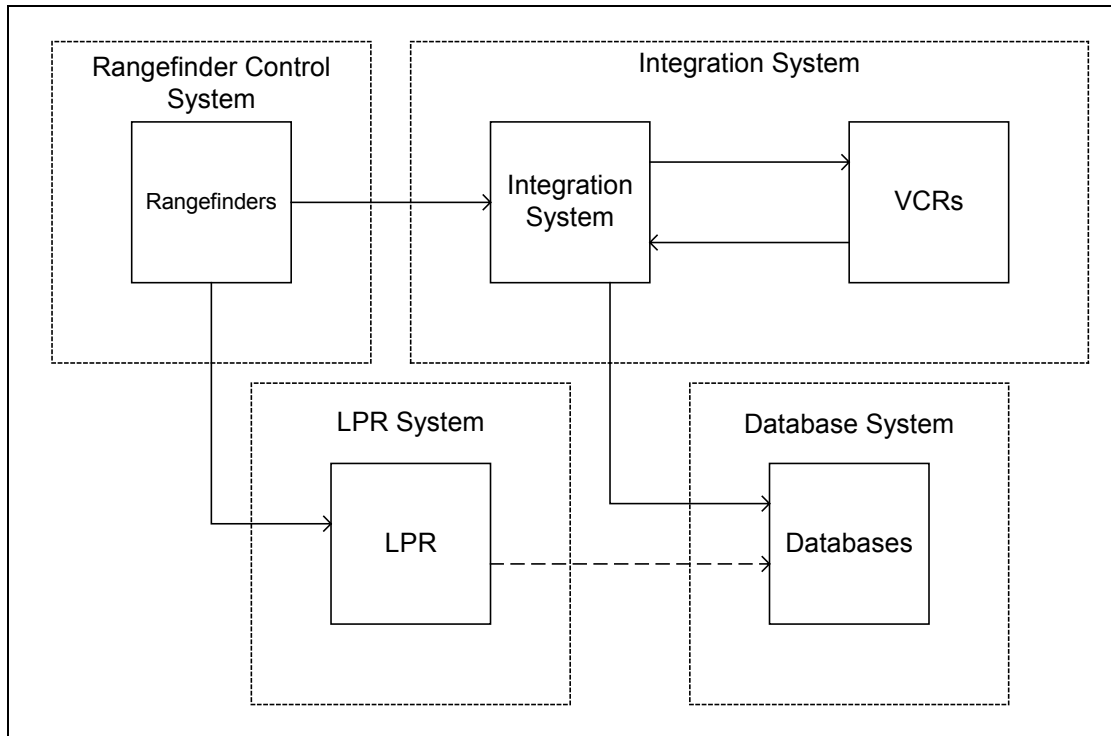 Rangefinder Control
System
Integration System
Rangefinders
Integration
System
VCRs
LPR System
Database System
LPR
Databases